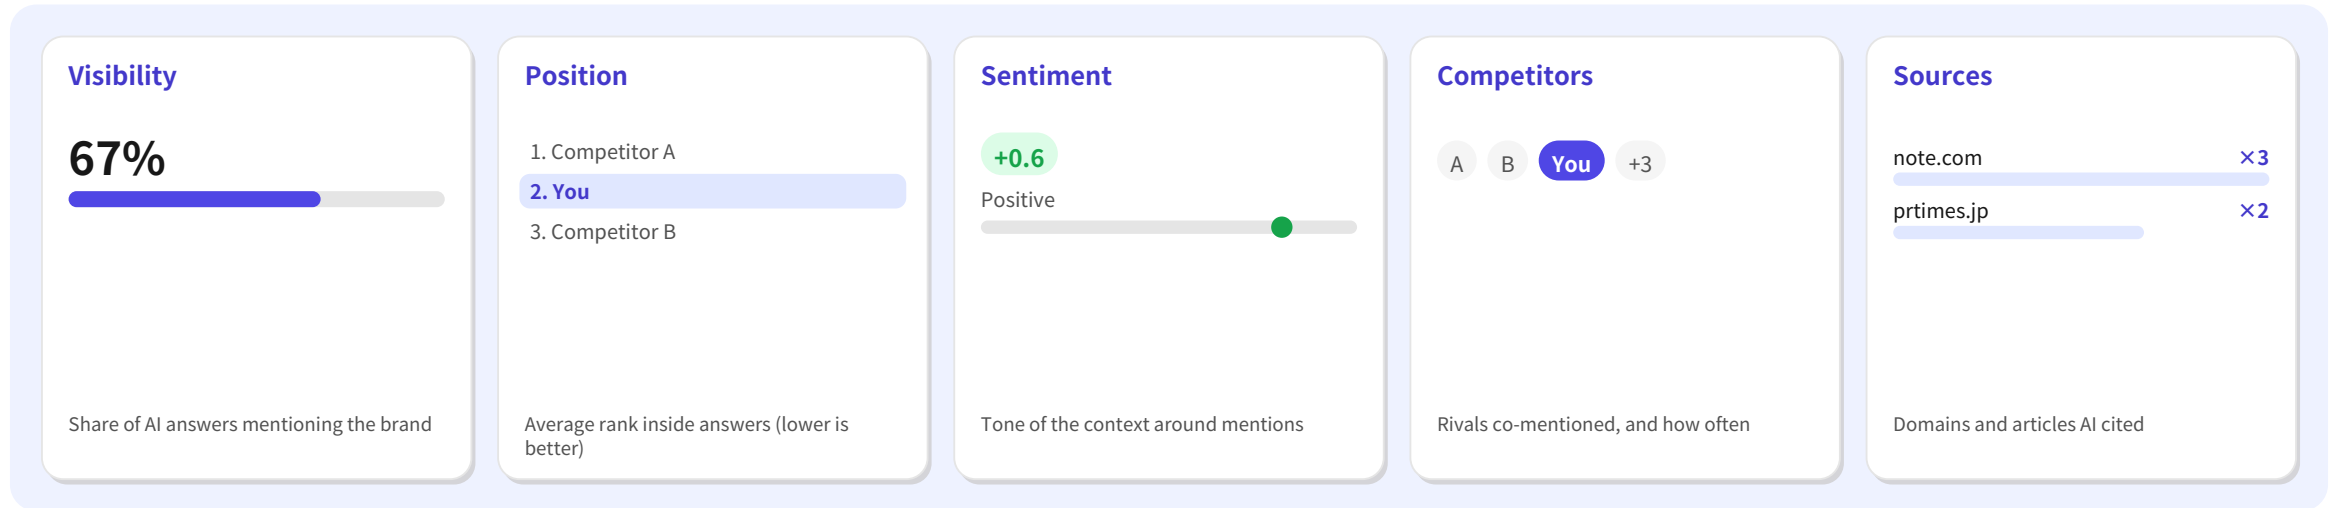 Visibility
67%
Share of AI answers mentioning the brand
Position
1. Competitor A
2. You
3. Competitor B
Average rank inside answers (lower is
better)
Sentiment
+0.6
Positive
Tone of the context around mentions
Competitors
A B You +3
Rivals co-mentioned, and how often
Sources
note.com ×3
prtimes.jp ×2
Domains and articles AI cited